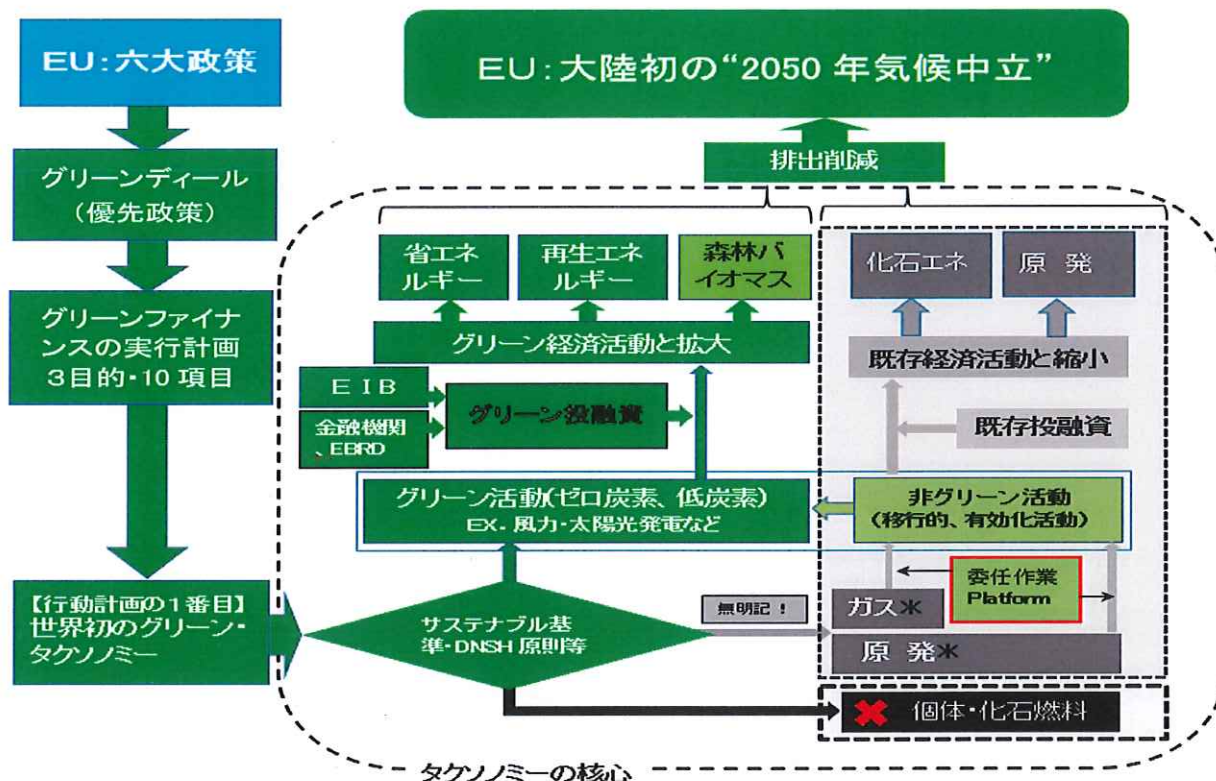 EU:六大政策
EU:大陸初の“2050 年気候中立”
グリーンディール
(優先政策)
排出削減
省エネ
ルギー
再生エネ
ルギー
森林バ
イオマス
化石エネ
原 発
グリーンファイナ
ンスの実行計画
3目的・10 項目
グリーン経済活動と拡大
既存経済活動と縮小
E I B
金融機関
、EBRD
グリーン投融資
既存投融資
グリーン活動(ゼロ炭素、低炭素)
EX. 風力・太陽光発電など
非グリーン活動
(移行的、有効化活動)
委任作業
Platform
【行動計画の1番目】
世界初のグリーン・
タクソノミー
サステナブル基
準・DNSH 原則等
無明記!
ガス*
原 発*
個体・化石燃料
タクソノミーの核心